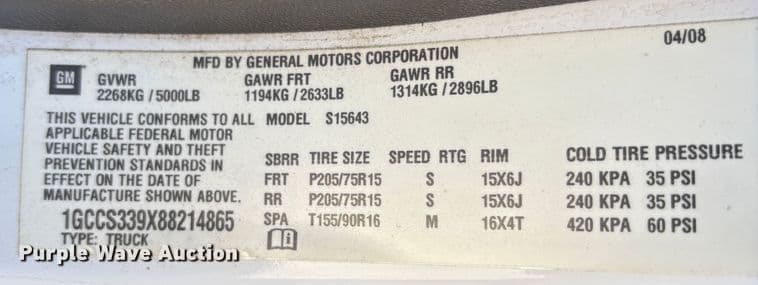 04/08
MFD BY GENERAL MOTORS CORPORATION
GM GVWR GAWR FRT GAWR RR
2268KG / 5000LB 1194KG / 2633LB 1314KG / 2896LB
THIS VEHICLE CONFORMS TO ALL MODEL S15643
APPLICABLE FEDERAL MOTOR
VEHICLE SAFETY AND THEFT
PREVENTION STANDARDS IN
EFFECT ON THE DATE OF
MANUFACTURE SHOWN ABOVE.
SBRR TIRE SIZE SPEED RTG RIM COLD TIRE PRESSURE
FRT P205/75R15 S 15X6J 240 KPA 35 PSI
RR P205/75R15 S 15X6J 240 KPA 35 PSI
SPA T155/90R16 M 16X4T 420 KPA 60 PSI
1GCCS339X88214865
TYPE: TRUCK
Purple Wave Auction